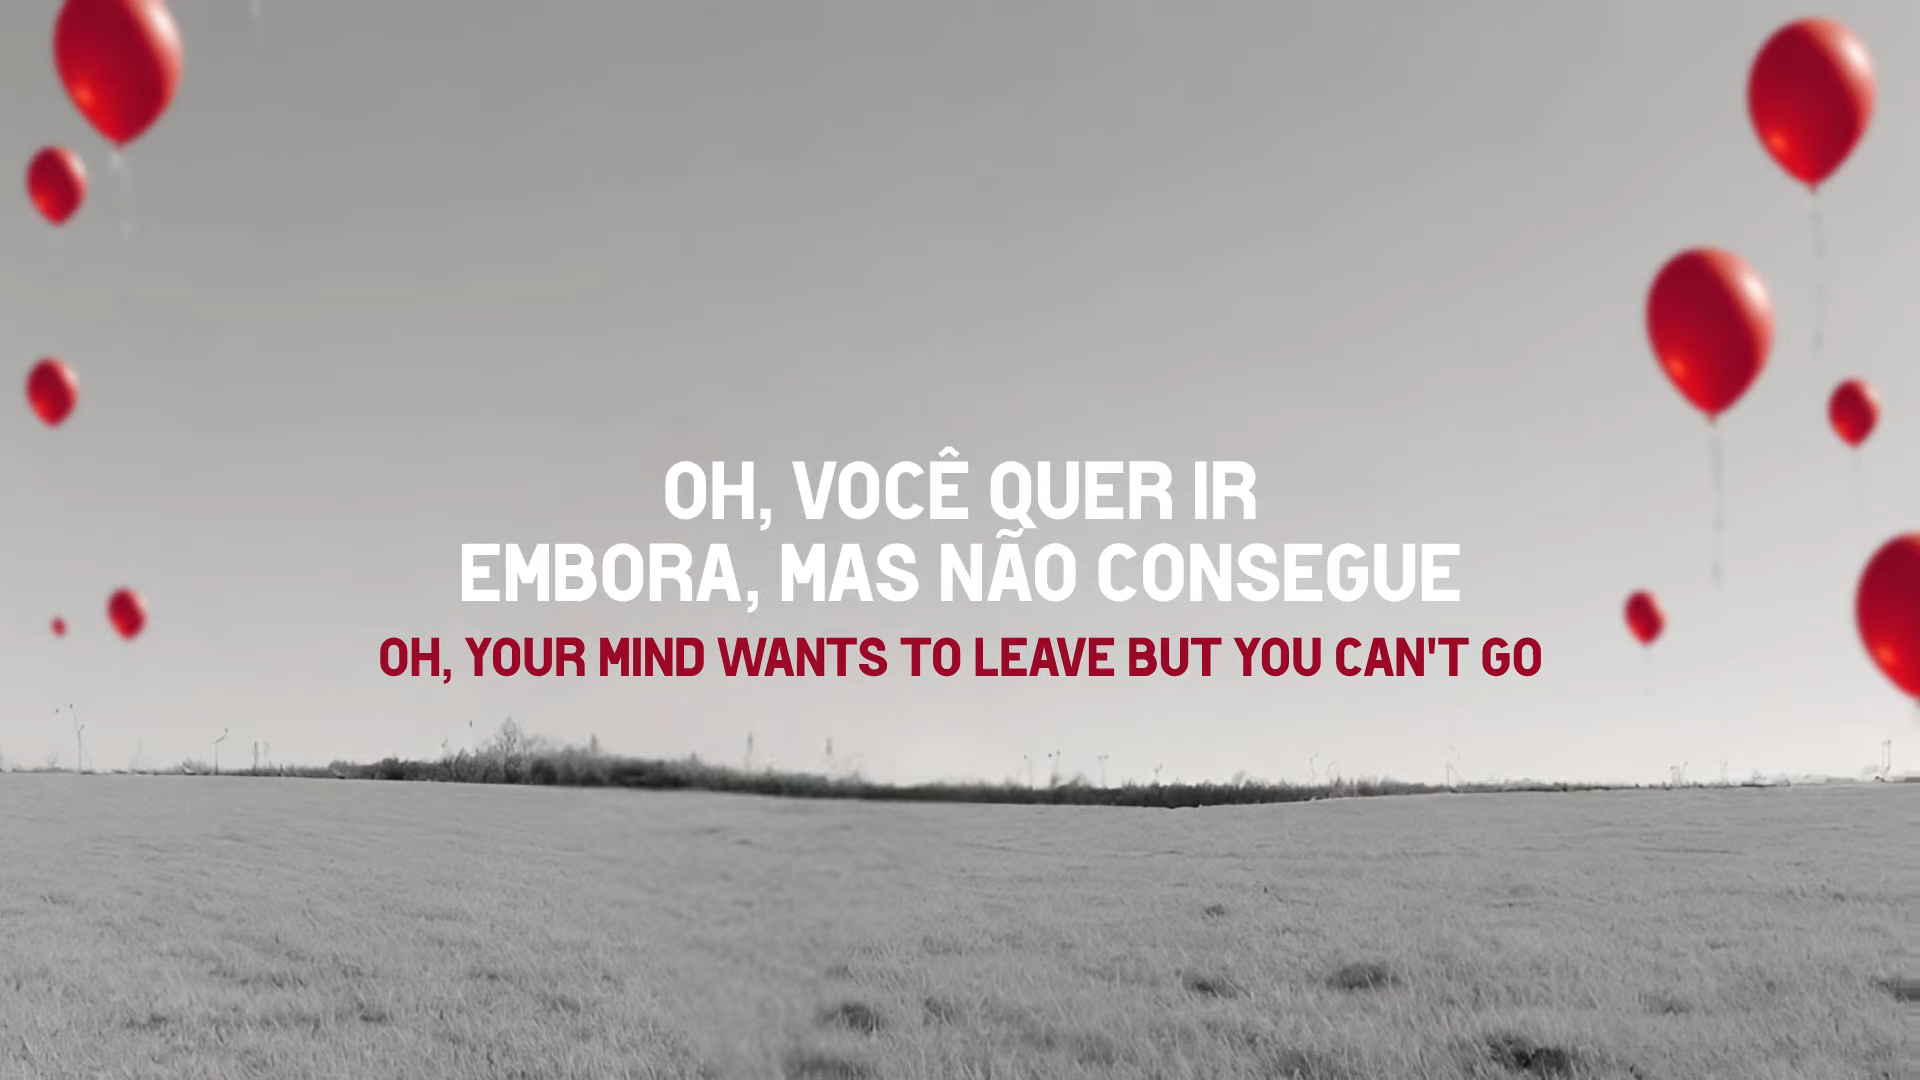 OH, VOCÊ QUER IR
EMBORA, MAS NÃO CONSEGUE
OH, YOUR MIND WANTS TO LEAVE BUT YOU CAN'T GO